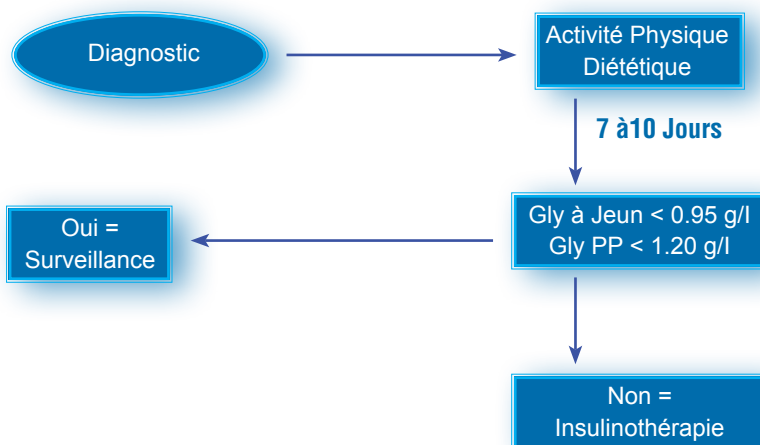 Diagnostic
Activité Physique
Diététique
7 à10 Jours
Gly à Jeun < 0.95 g/l
Gly PP < 1.20 g/l
Oui =
Surveillance
Non =
Insulinothérapie